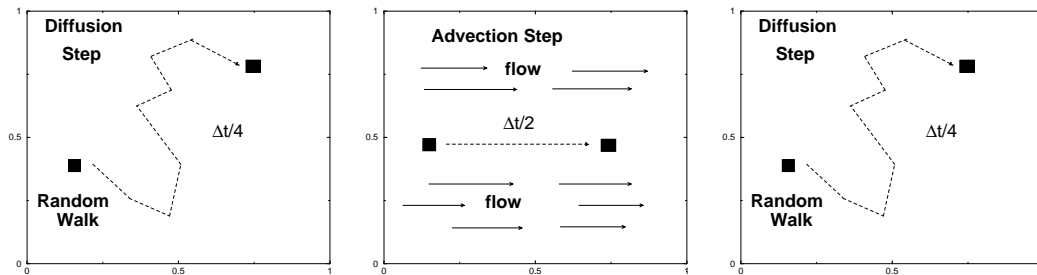 Diffusion
Step
Δt/4
Random
Walk
1
0.5
0
0
0.5
1
Advection Step
flow
Δt/2
flow
1
0.5
0
0
0.5
1
Diffusion
Step
Δt/4
Random
Walk
1
0.5
0
0
0.5
1